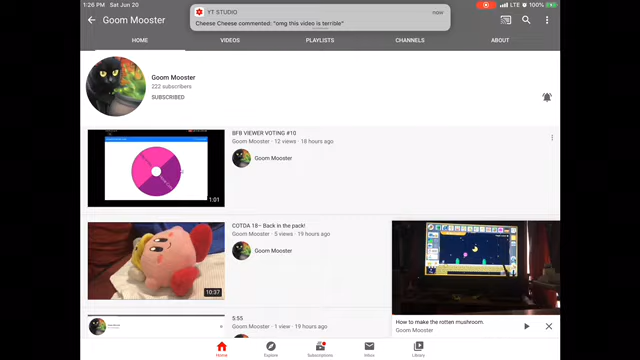 1:26 PM Sat Jun 20
LTE 100%
YT STUDIO
now
Cheese Cheese commented: "omg this video is terrible"
Goom Mooster
HOME VIDEOS PLAYLISTS CHANNELS ABOUT
Goom Mooster
222 subscribers
SUBSCRIBED
BFB VIEWER VOTING #10
Goom Mooster · 12 views · 18 hours ago
Goom Mooster
1:01
COTDA 18~ Back in the pack!
Goom Mooster · 5 views · 19 hours ago
Goom Mooster
10:37
5:55
Goom Mooster · 1 view · 19 hours ago
How to make the rotten mushroom.
Goom Mooster
Home Explore Subscriptions Inbox Library